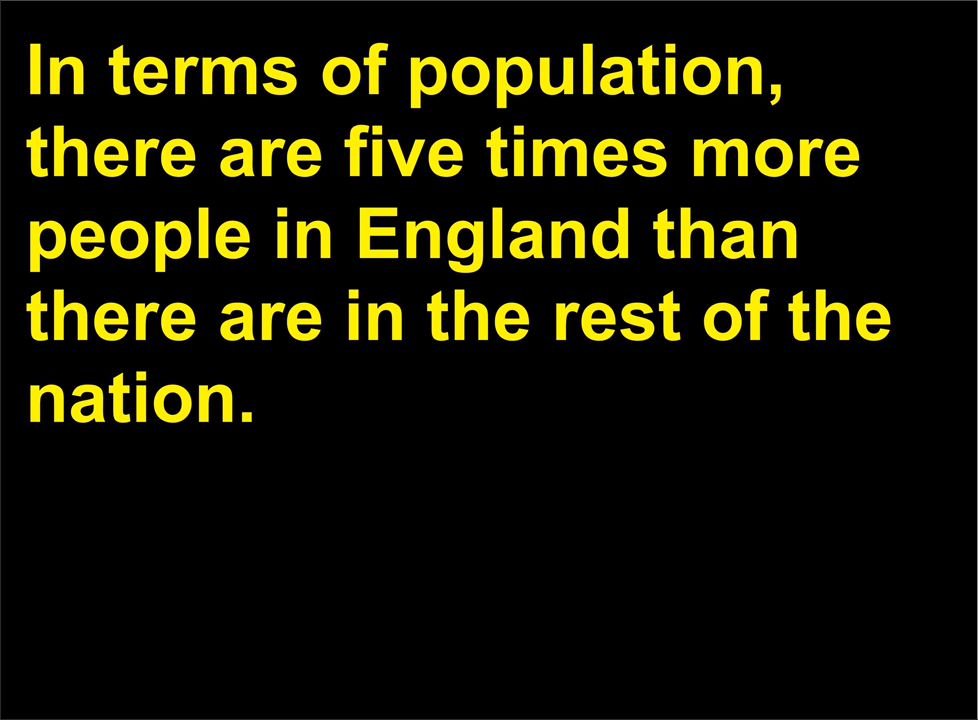 In terms of population,
there are five times more
people in England than
there are in the rest of the
nation.